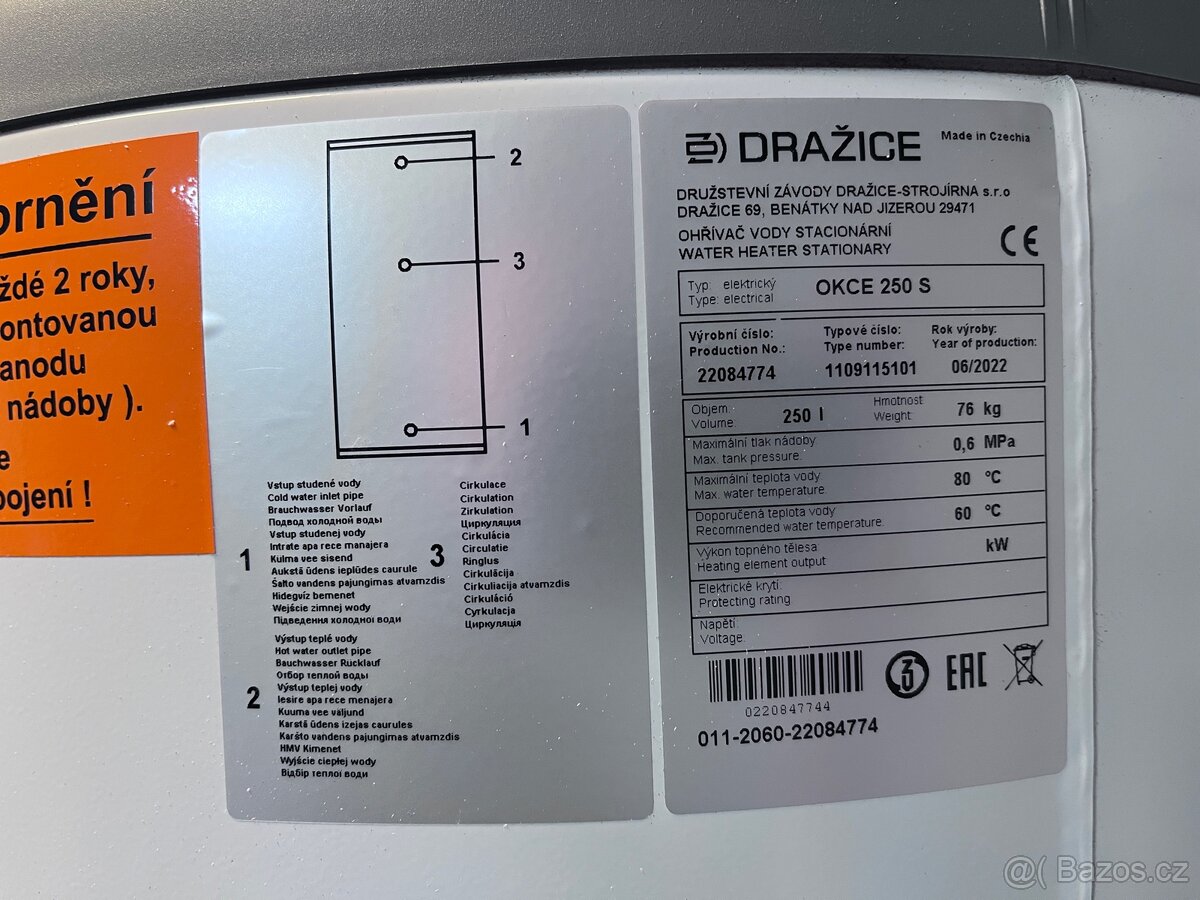 ornění
ždé 2 roky,
ontovanou
anodu
nádoby ).
e
pojení !
2
3
1
1
Vstup studené vody
Cold water inlet pipe
Brauchwasser Vorlauf
Подвод холодной воды
Vstup studenej vody
Intrate apa rece manajera
Külma vee sisend
Aukstā ūdens ieplūdes caurule
Šalto vandens pajungimas atvamzdis
Hidegvíz bemenet
Wejście zimnej wody
Підведення холодної води
2
Výstup teplé vody
Hot water outlet pipe
Bauchwasser Rücklauf
Отбор теплой воды
Výstup teplej vody
Iesire apa rece menajera
Kuuma vee väljund
Karstā ūdens izejas caurules
Karšto vandens pajungimas atvamzdis
HMV Kimenet
Wyjście ciepłej wody
Відбір теплої води
3
Cirkulace
Cirkulation
Zirkulation
Циркуляция
Cirkulácia
Circulatie
Ringlus
Cirkulācija
Cirkuliacija atvamzdis
Cirkuláció
Cyrkulacja
Циркуляція
DRAŽICE Made in Czechia
DRUŽSTEVNÍ ZÁVODY DRAŽICE-STROJÍRNA s.r.o
DRAŽICE 69, BENÁTKY NAD JIZEROU 29471
OHŘÍVAČ VODY STACIONÁRNÍ
WATER HEATER STATIONARY
CE
Typ: elektrický
Type: electrical
OKCE 250 S
Výrobní číslo: Typové číslo: Rok výroby:
Production No.: Type number: Year of production:
22084774 1109115101 06/2022
Objem:
Volume:
250 l
Hmotnost
Weight:
76 kg
Maximální tlak nádoby
Max. tank pressure.
0,6 MPa
Maximální teplota vody
Max. water temperature
80 °C
Doporučená teplota vody
Recommended water temperature.
60 °C
Výkon topného tělesa
Heating element output
kW
Elektrické krytí:
Protecting rating
Napětí:
Voltage.
0220847744
EAC
011-2060-22084774
@ Bazos.cz